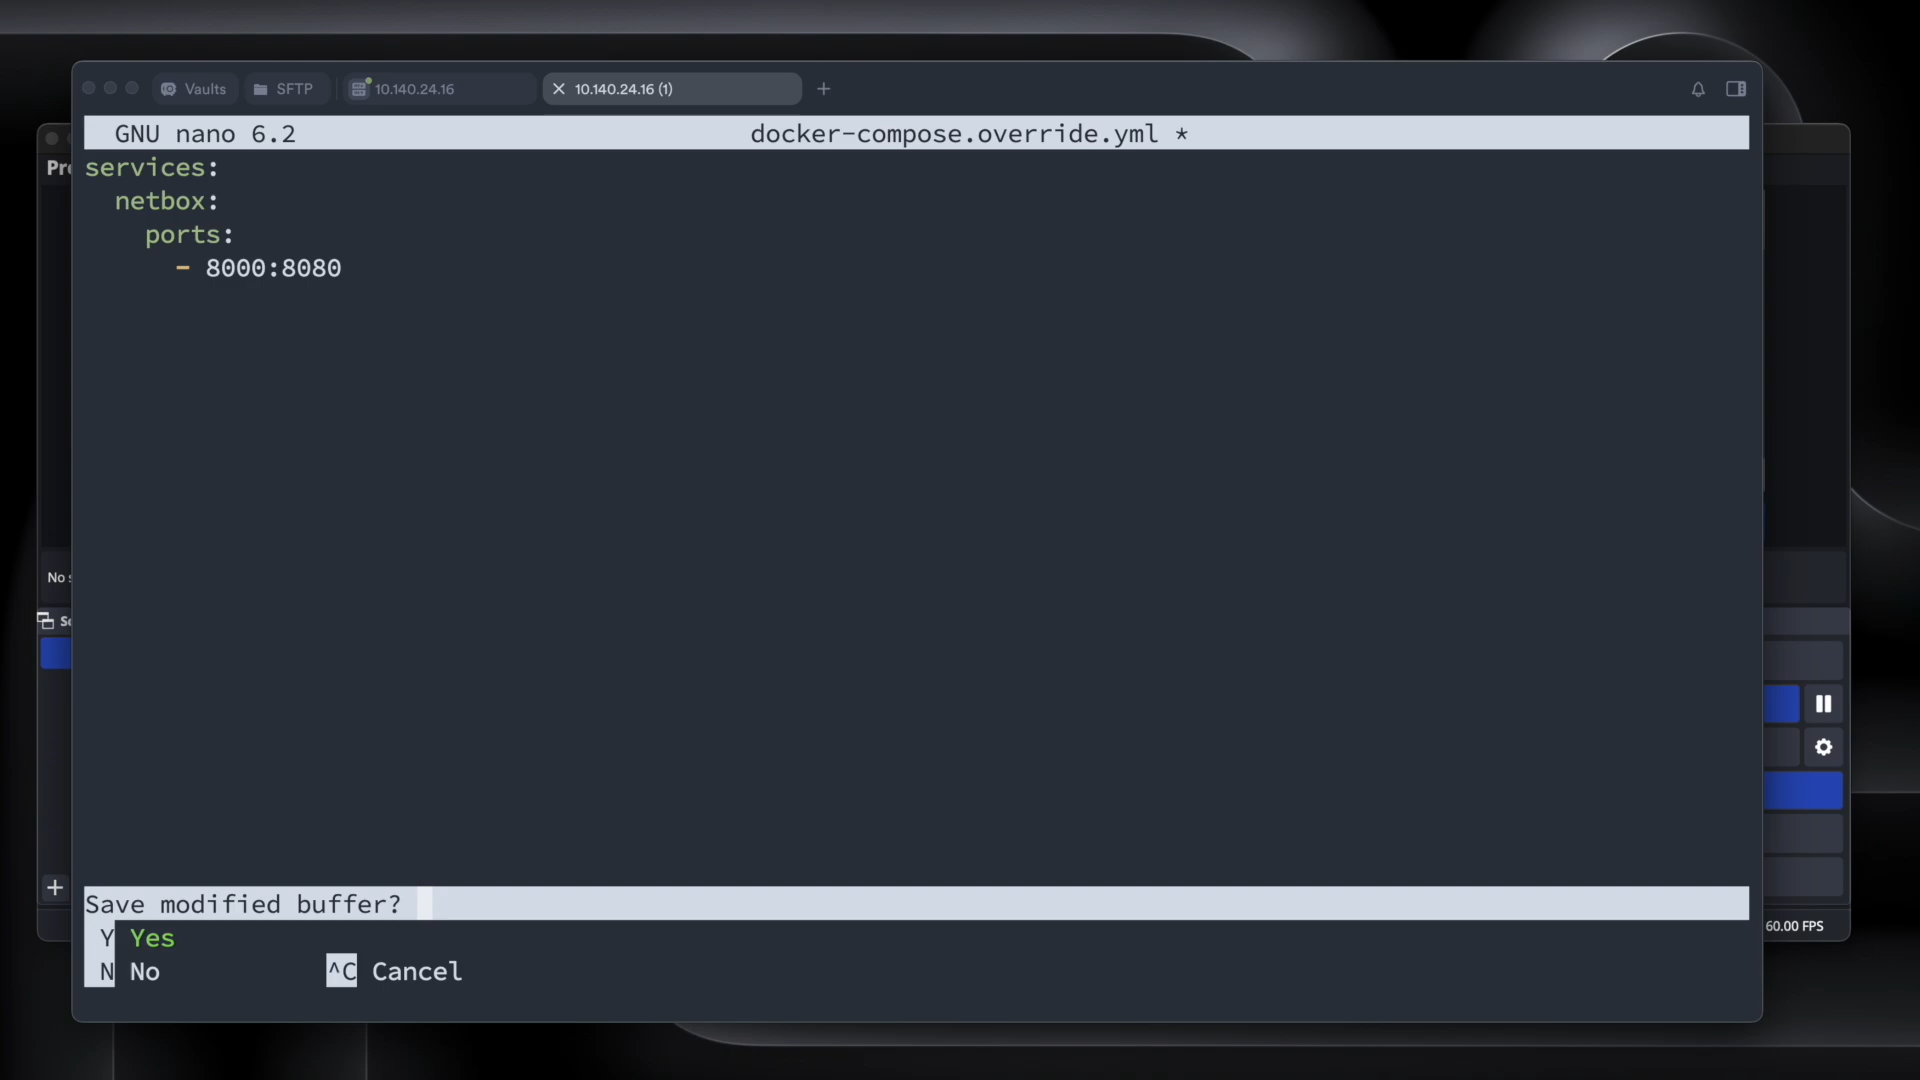 Vaults
SFTP
10.140.24.16
10.140.24.16 (1)
GNU nano 6.2
docker-compose.override.yml *
services:
netbox:
ports:
- 8000:8080
Save modified buffer?
Y Yes
N No
^C Cancel
60.00 FPS